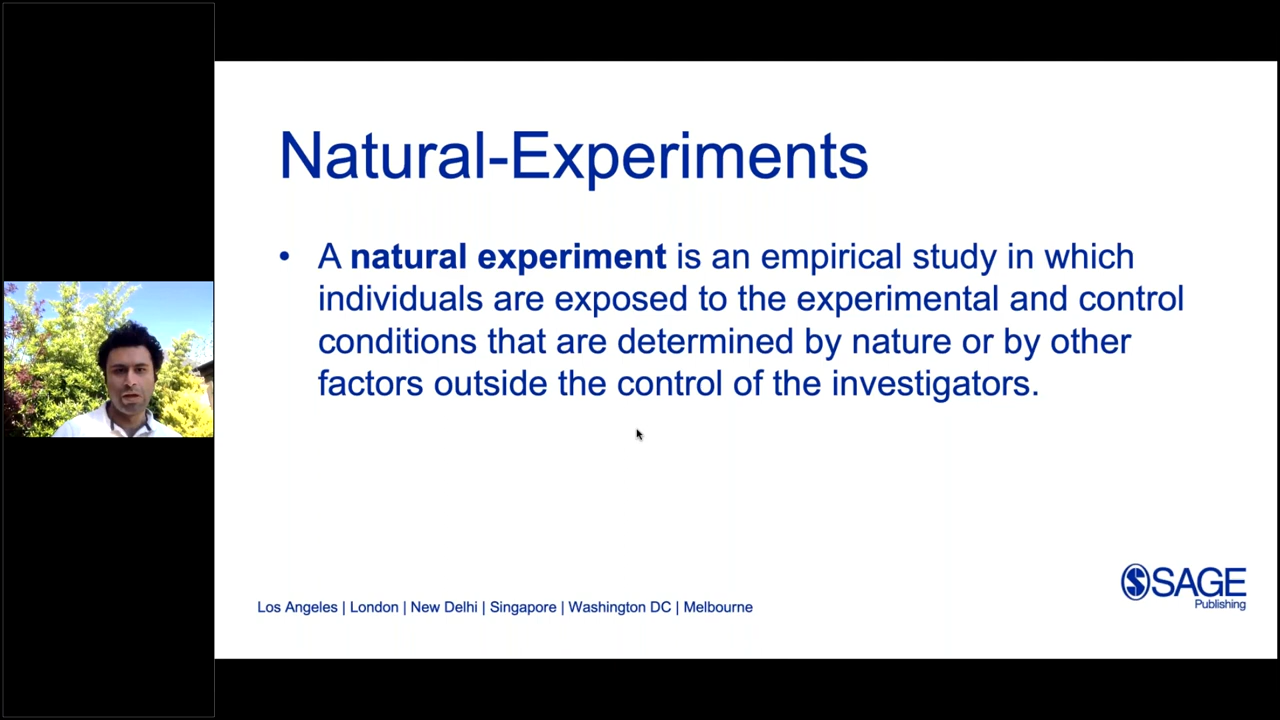 Natural-Experiments
• A natural experiment is an empirical study in which
individuals are exposed to the experimental and control
conditions that are determined by nature or by other
factors outside the control of the investigators.
Los Angeles | London | New Delhi | Singapore | Washington DC | Melbourne
SAGE
Publishing